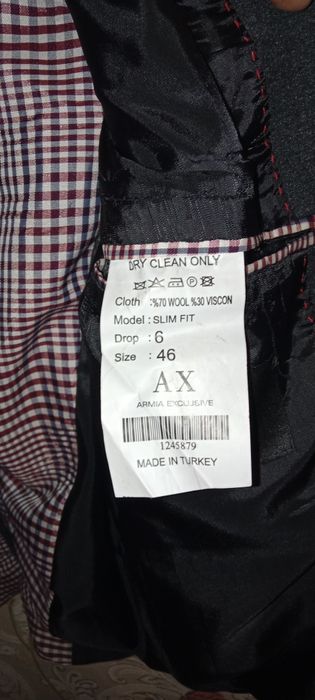 DRY CLEAN ONLY
Cloth :%70 WOOL %30 VISCON
Model : SLIM FIT
Drop : 6
Size : 46
AX
ARMIA EXCLUSIVE
1245879
MADE IN TURKEY